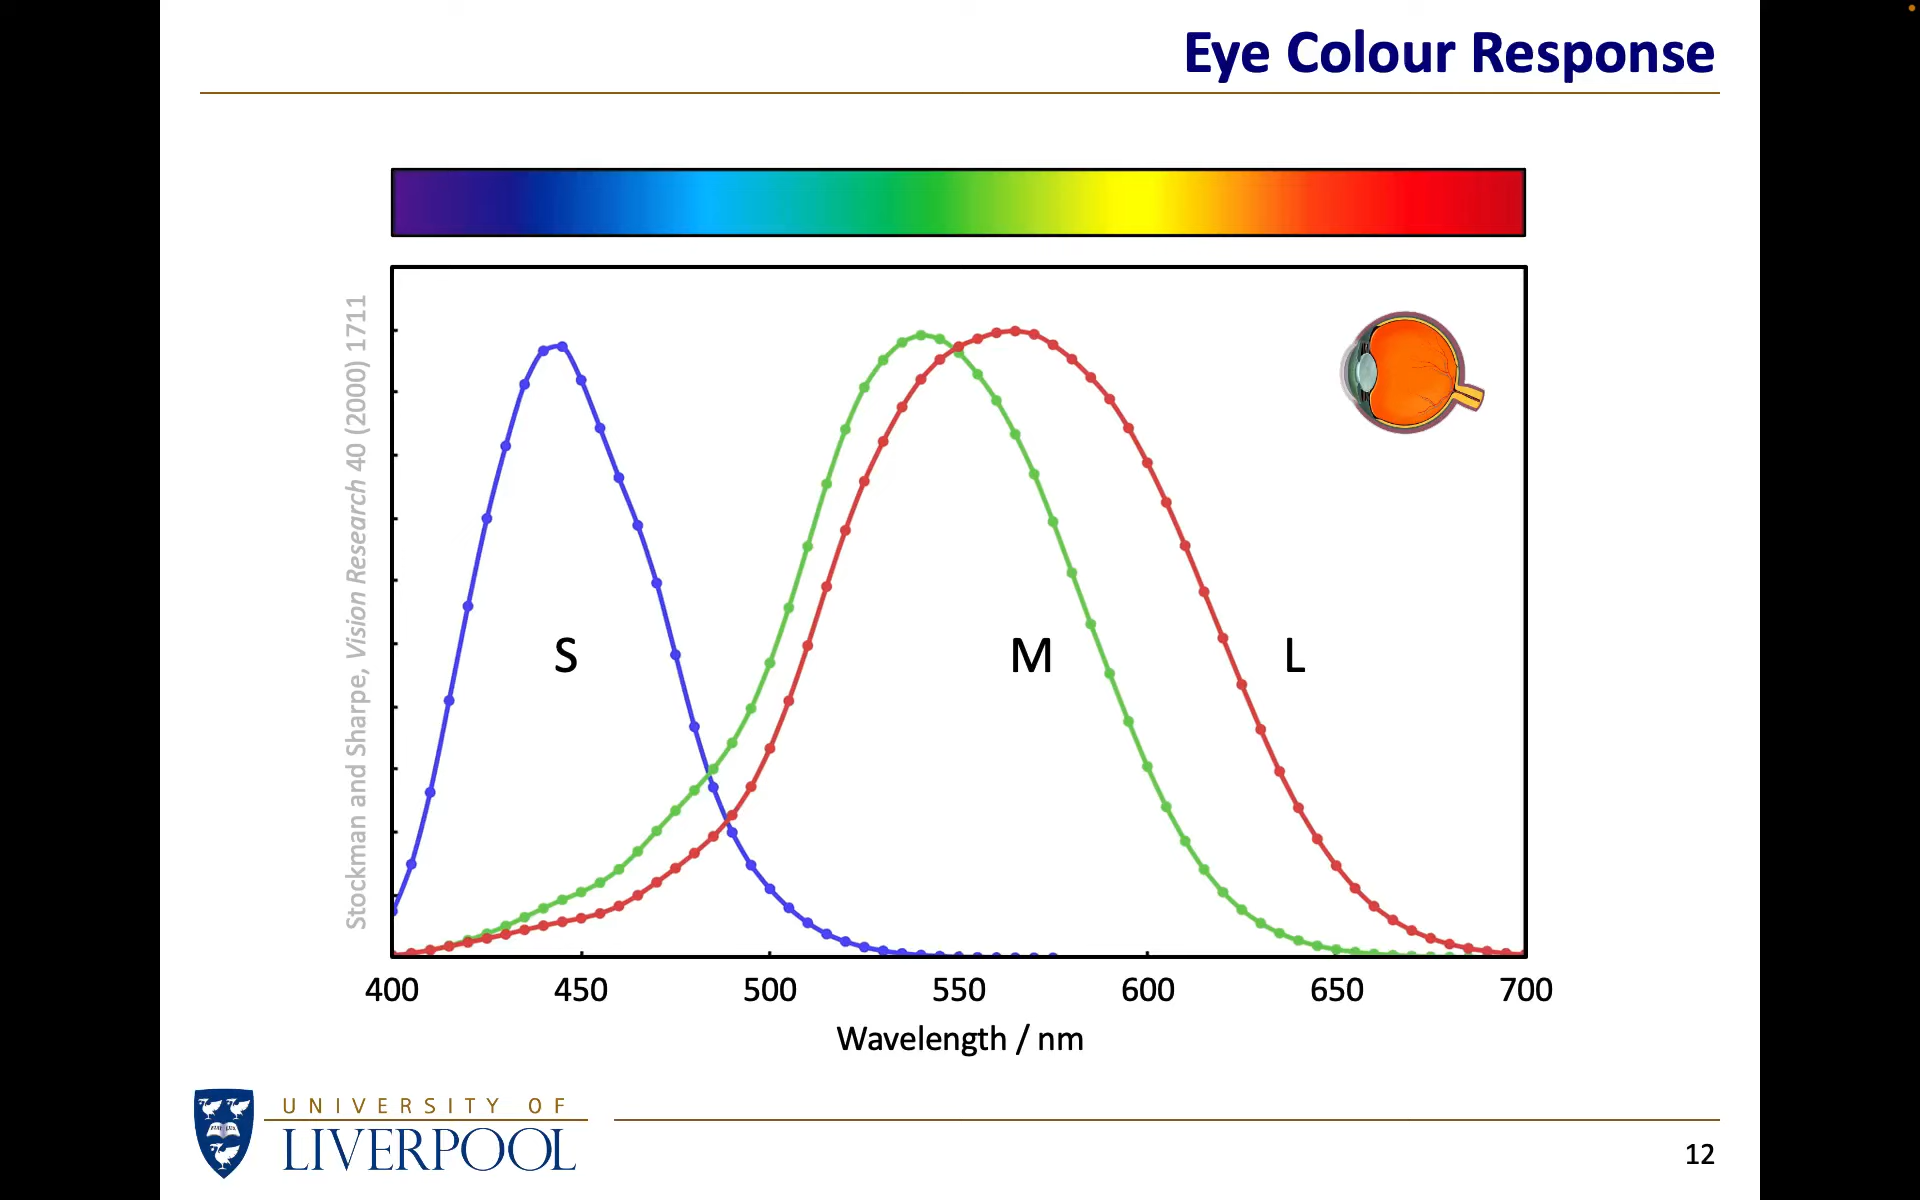 Eye Colour Response
Stockman and Sharpe, Vision Research 40 (2000) 1711
S
M
L
400 450 500 550 600 650 700
Wavelength / nm
UNIVERSITY OF
LIVERPOOL
12